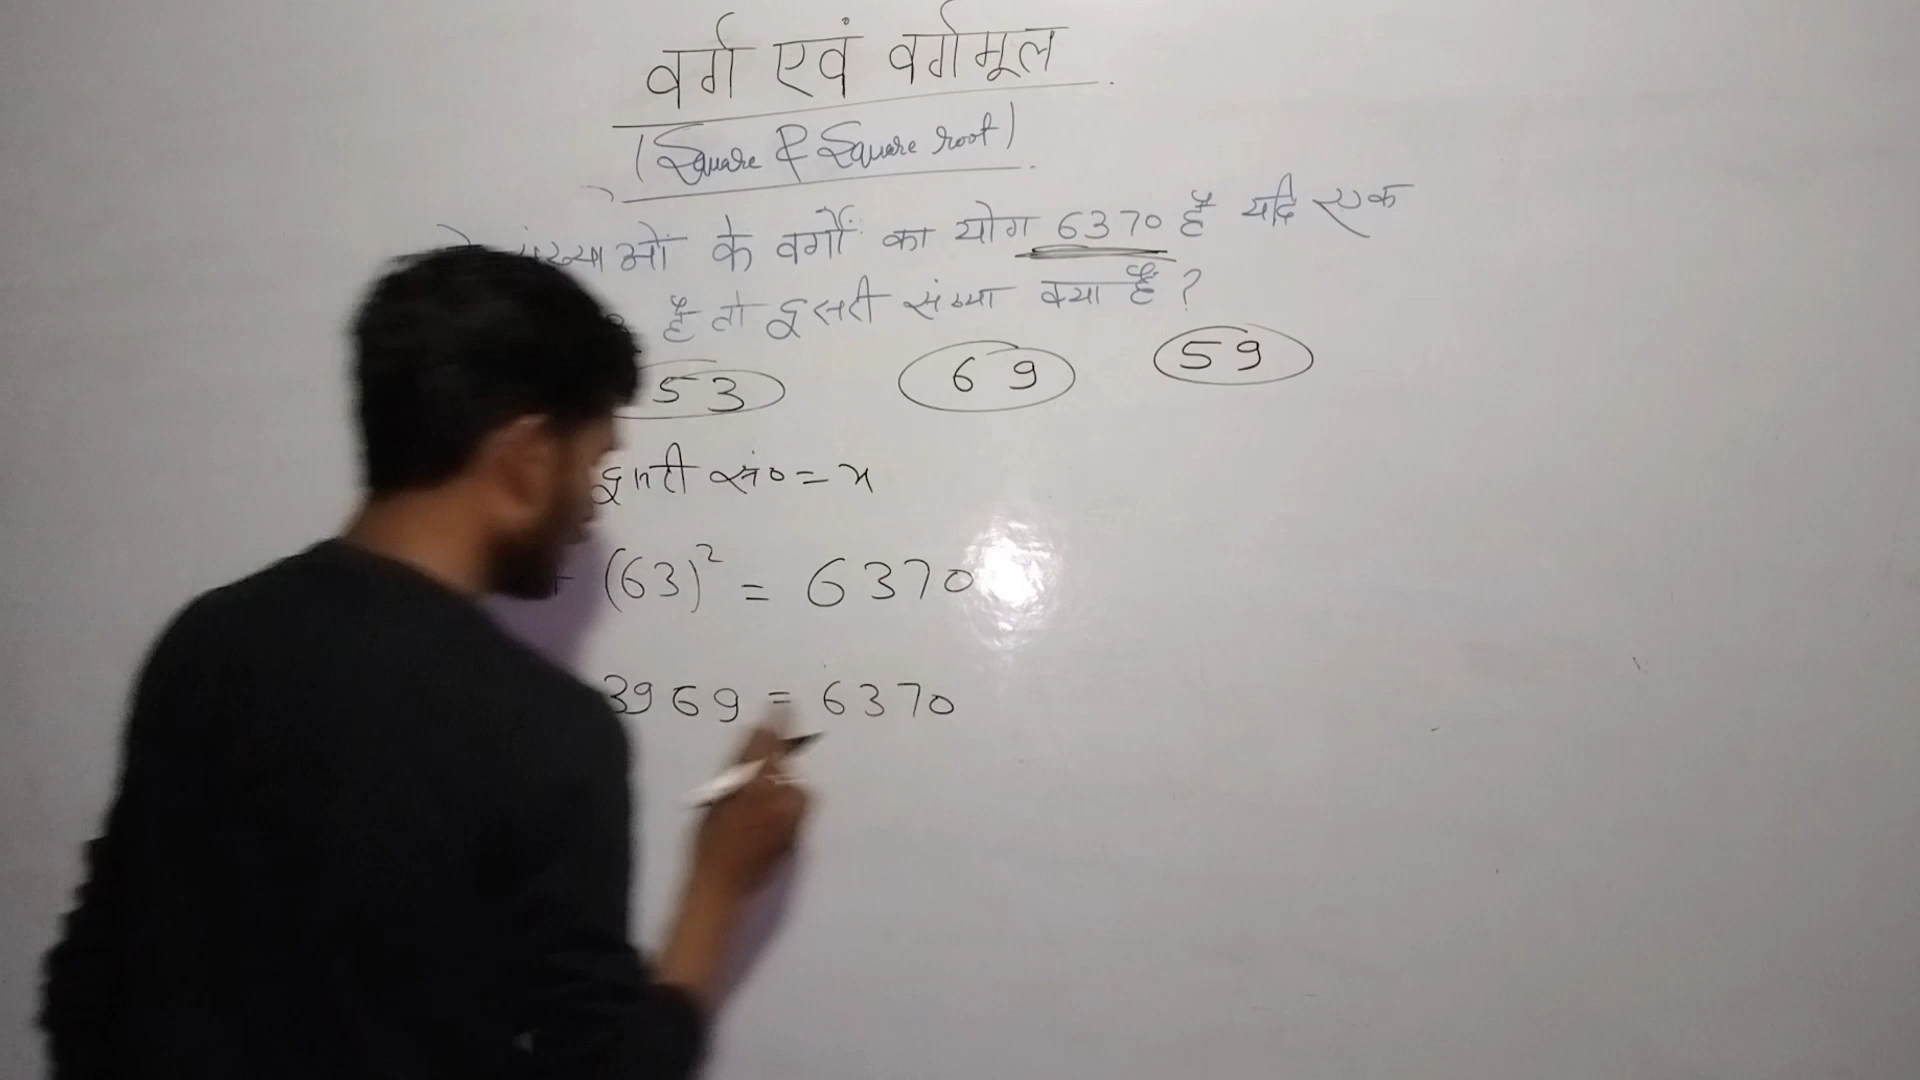 वर्ग एवं वर्गमूल
(Square & Square root)
संख्याओं के वर्गों का योग 6370 है यदि एक
है तो दूसरी संख्या क्या है ?
53 69 59
दूसरी सं० = x
+ (63)² = 6370
3969 = 6370